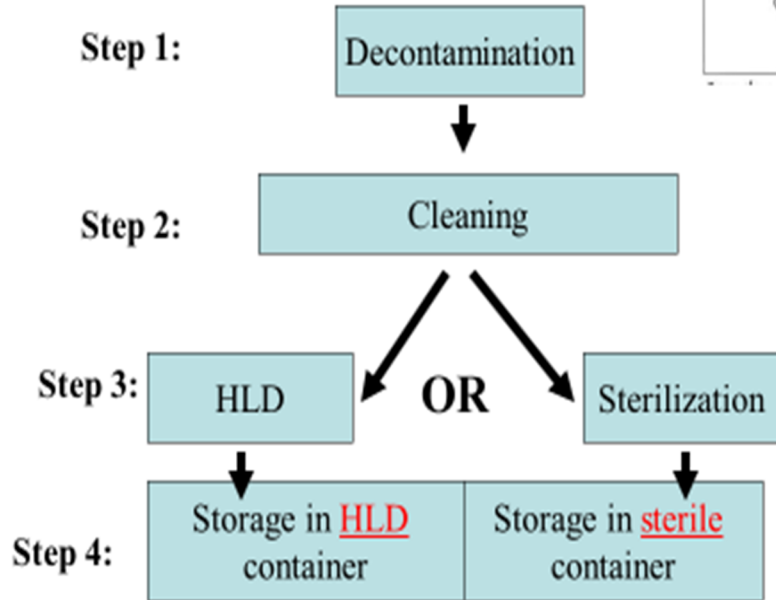 Step 1:
Decontamination
Step 2:
Cleaning
Step 3:
HLD
OR
Sterilization
Step 4:
Storage in HLD
container
Storage in sterile
container